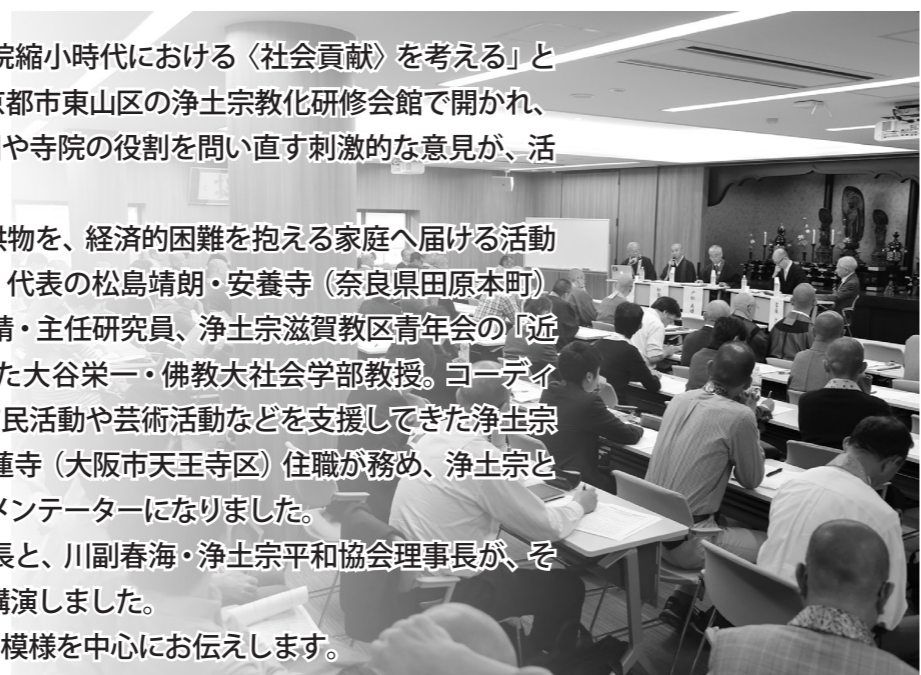 院縮小時代における〈社会貢献〉を考える」と
京都市東山区の浄土宗教化研修会館で開かれ、
や寺院の役割を問い直す刺激的な意見が、活
供物を、経済的困難を抱える家庭へ届ける活動
代表の松島靖朗・安養寺（奈良県田原本町）
・主任研究員、浄土宗滋賀教区青年会の「近
た大谷栄一・佛教大社会学部教授。コーディ
民活動や芸術活動などを支援してきた浄土宗
蓮寺（大阪市天王寺区）住職が務め、浄土宗と
メンテーターになりました。
長と、川副春海・浄土宗平和協会理事長が、そ
講演しました。
模様を中心にお伝えします。